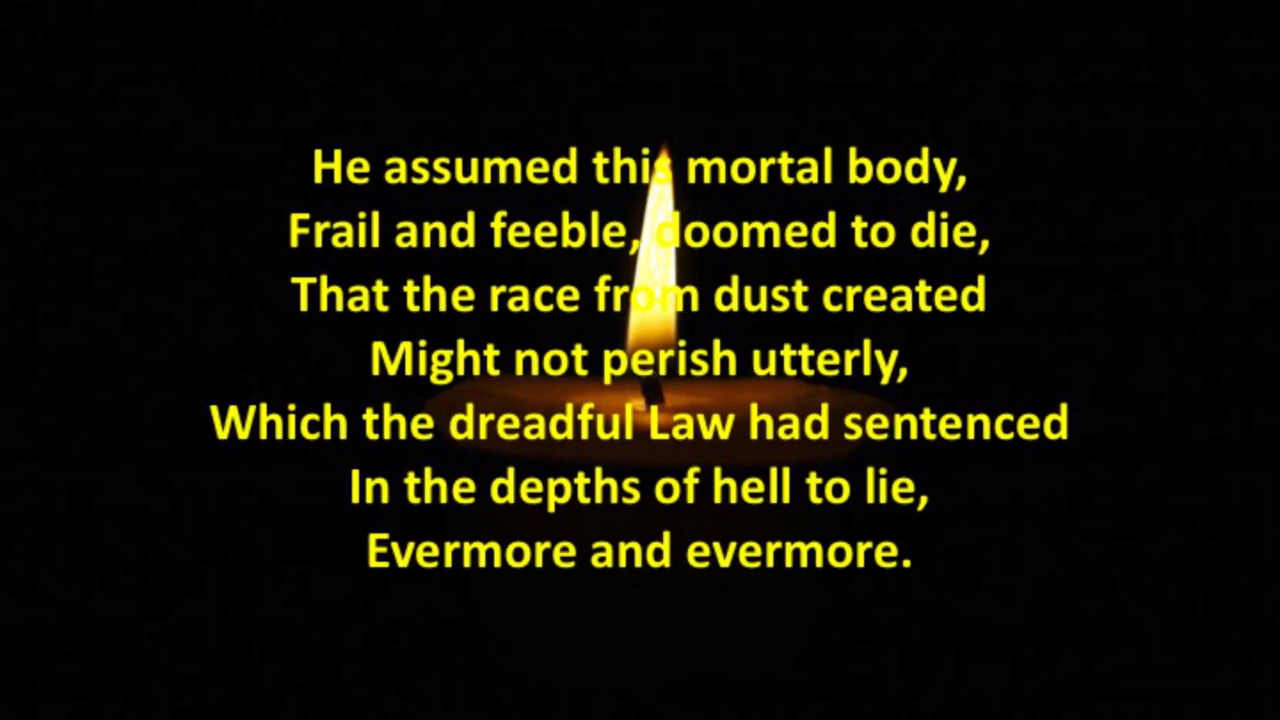 He assumed this mortal body,
Frail and feeble, doomed to die,
That the race from dust created
Might not perish utterly,
Which the dreadful Law had sentenced
In the depths of hell to lie,
Evermore and evermore.